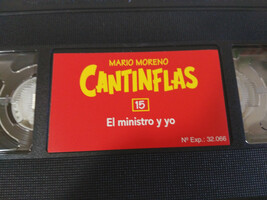 MARIO MORENO
CANTINFLAS
15
El ministro y yo
Nº Exp.: 32.066